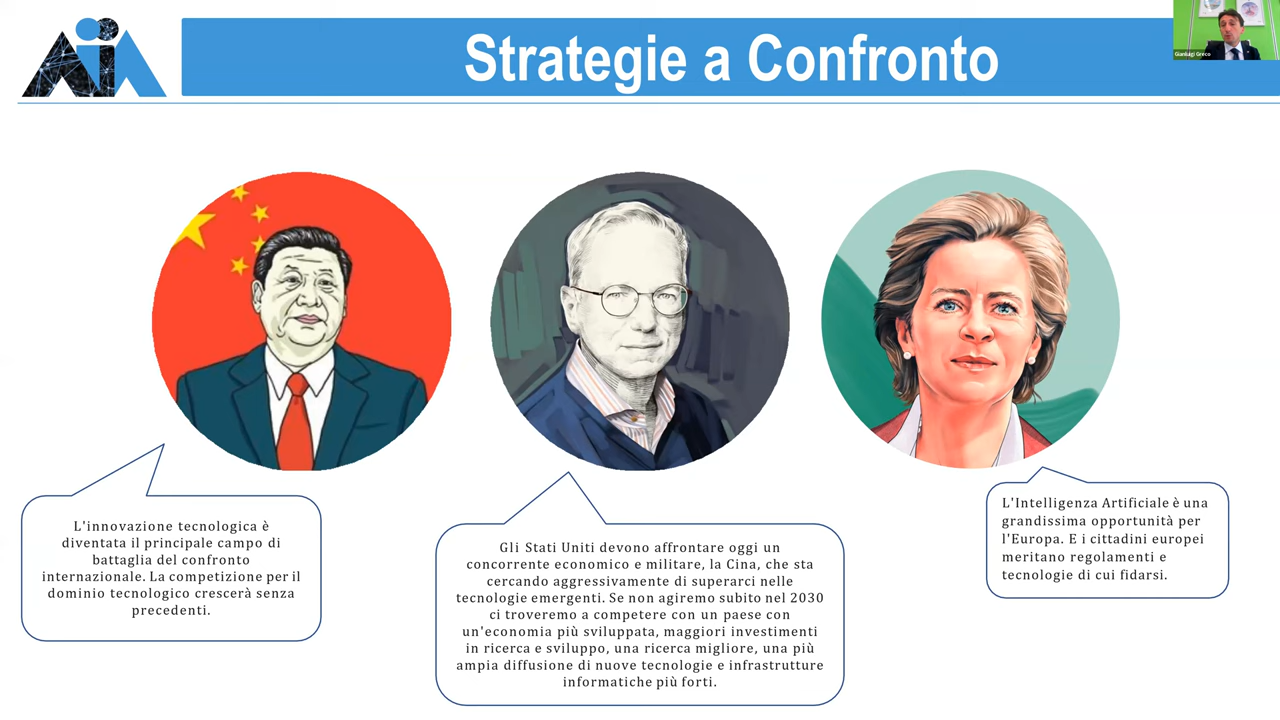 AIA
Strategie a Confronto
Gianluigi Greco
L'innovazione tecnologica è
diventata il principale campo di
battaglia del confronto
internazionale. La competizione per il
dominio tecnologico crescerà senza
precedenti.
Gli Stati Uniti devono affrontare oggi un
concorrente economico e militare, la Cina, che sta
cercando aggressivamente di superarci nelle
tecnologie emergenti. Se non agiremo subito nel 2030
ci troveremo a competere con un paese con
un'economia più sviluppata, maggiori investimenti
in ricerca e sviluppo, una ricerca migliore, una più
ampia diffusione di nuove tecnologie e infrastrutture
informatiche più forti.
L'Intelligenza Artificiale è una
grandissima opportunità per
l'Europa. E i cittadini europei
meritano regolamenti e
tecnologie di cui fidarsi.